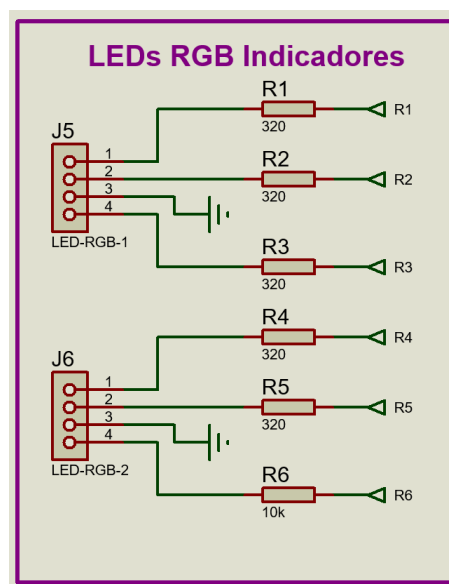 LEDs RGB Indicadores
R1
320
R1
J5
1
2
3
4
LED-RGB-1
R2
320
R2
R3
320
R3
R4
320
R4
J6
1
2
3
4
LED-RGB-2
R5
320
R5
R6
10k
R6